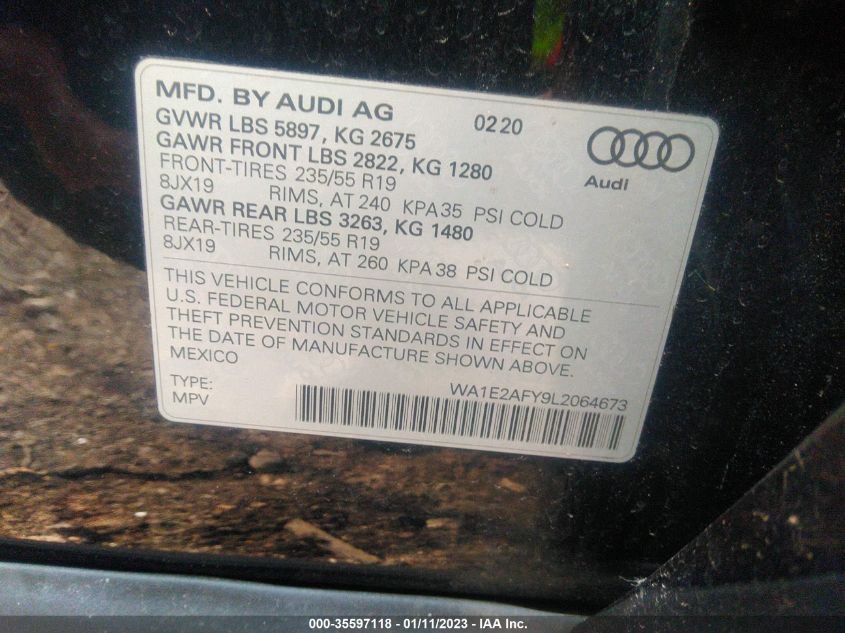 MFD. BY AUDI AG 0220
GVWR LBS 5897, KG 2675
GAWR FRONT LBS 2822, KG 1280
FRONT-TIRES 235/55 R19
8JX19 RIMS, AT 240 KPA 35 PSI COLD
GAWR REAR LBS 3263, KG 1480
REAR-TIRES 235/55 R19
8JX19 RIMS, AT 260 KPA 38 PSI COLD
Audi
THIS VEHICLE CONFORMS TO ALL APPLICABLE
U.S. FEDERAL MOTOR VEHICLE SAFETY AND
THEFT PREVENTION STANDARDS IN EFFECT ON
THE DATE OF MANUFACTURE SHOWN ABOVE.
MEXICO
TYPE: WA1E2AFY9L2064673
MPV
000-35597118 - 01/11/2023 - IAA Inc.